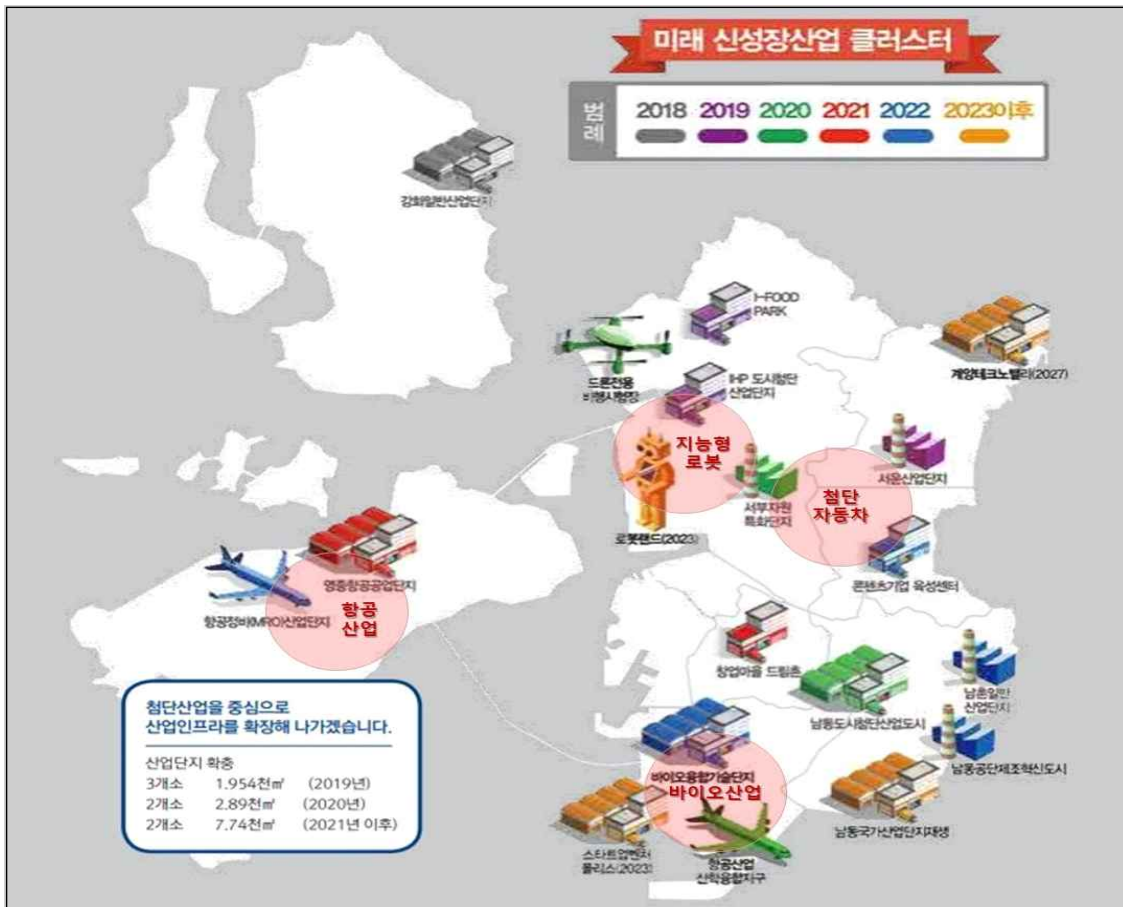 미래 신성장산업 클러스터
범례
2018 2019 2020 2021 2022 2023이후
강화일반산업단지
I-FOOD
PARK
드론전용
비행시험장
IHP 도시첨단
산업단지
계양테크노밸리(2027)
지능형
로봇
서부자원
특화단지
로봇랜드(2023)
서운산업단지
첨단
자동차
콘텐츠기업 육성센터
영종항공공업단지
항공정비(MRO)산업단지
항공
산업
창업마을 드림촌
남동도시첨단산업도시
남촌일반
산업단지
남동공단제조혁신도시
바이오융합기술단지
바이오산업
스타트업벤처
폴리스(2023)
항공산업
산학융합지구
남동국가산업단지재생
첨단산업을 중심으로
산업인프라를 확장해 나가겠습니다.
산업단지 확충
3개소 1.954천㎡ (2019년)
2개소 2.89천㎡ (2020년)
2개소 7.74천㎡ (2021년 이후)